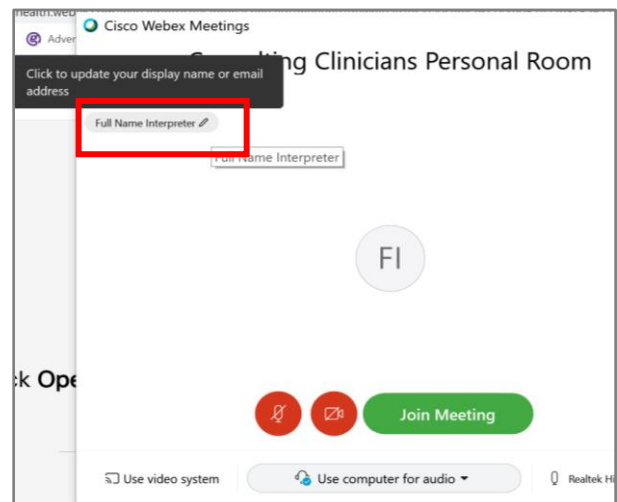 health.web
Adver
Cisco Webex Meetings
ng Clinicians Personal Room
Click to update your display name or email
address
Full Name Interpreter
Full Name Interpreter
FI
k Ope
Join Meeting
Use video system
Use computer for audio
Realtek Hi